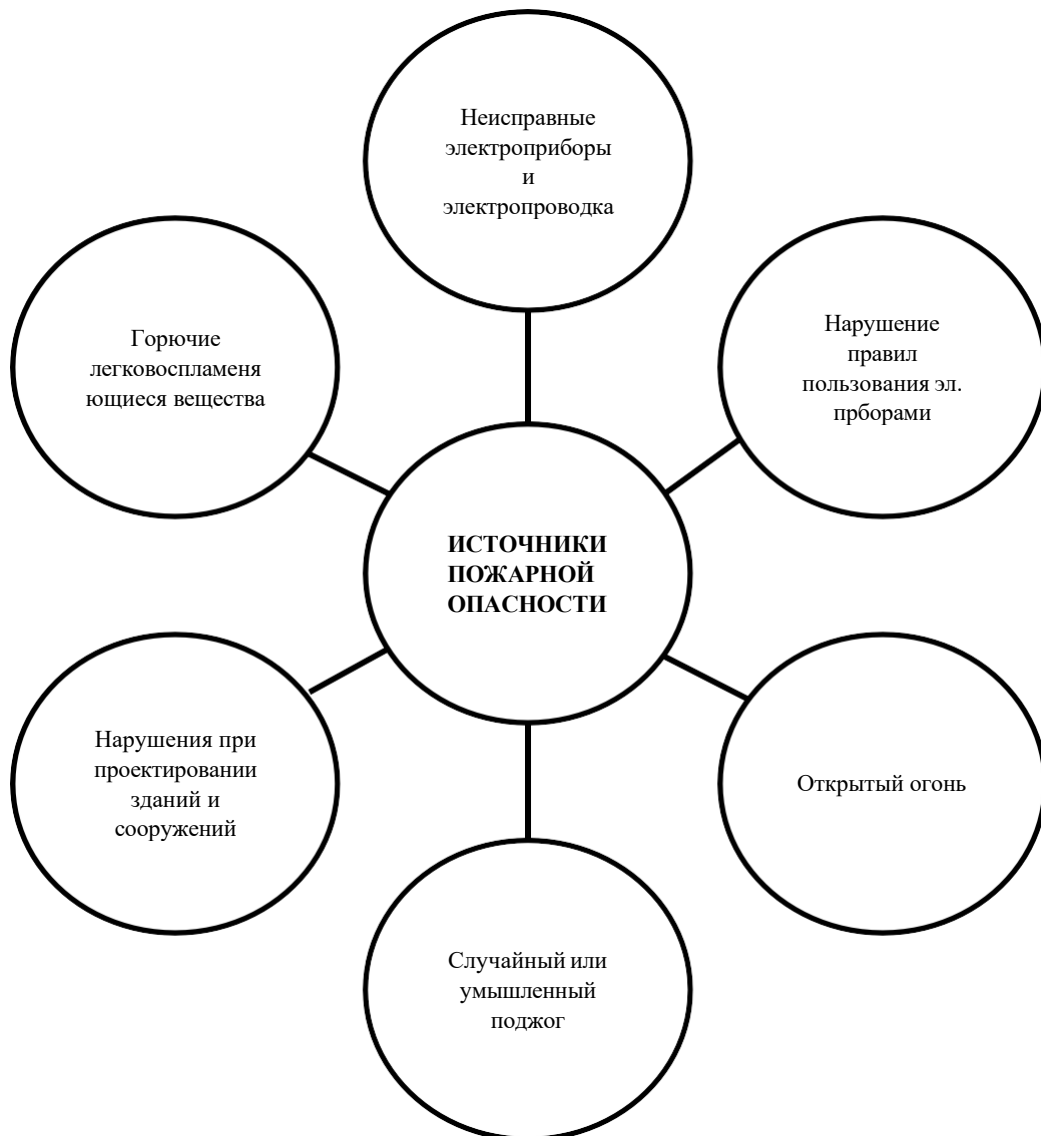 Неисправные
электроприборы
и
электропроводка
Горючие
легковоспламеня
ющиеся вещества
Нарушение
правил
пользования эл.
прборами
ИСТОЧНИКИ
ПОЖАРНОЙ
ОПАСНОСТИ
Нарушения при
проектировании
зданий и
сооружений
Открытый огонь
Случайный или
умышленный
поджог